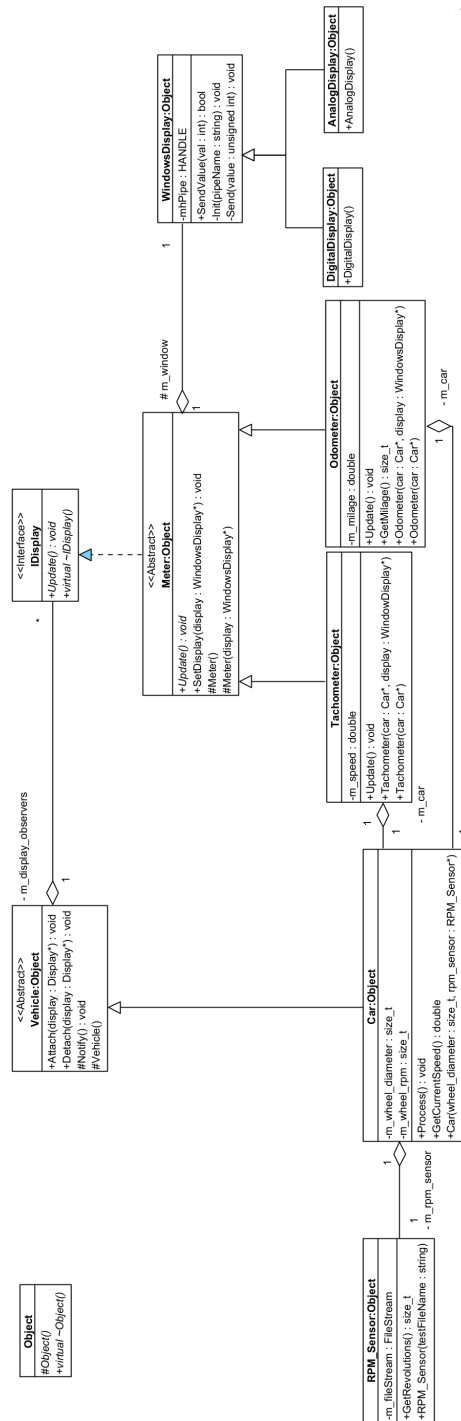 Object
#Object()
+virtual ~Object()
<<Abstract>>
Vehicle:Object
+Attach(display : Display*) : void
+Detach(display : Display*) : void
#Notify() : void
#Vehicle()
- m_display_observers
1
*
<<Interface>>
IDisplay
+Update() : void
+virtual ~IDisplay()
<<Abstract>>
Meter:Object
+Update() : void
+SetDisplay(display : WindowsDisplay*) : void
#Meter()
#Meter(display : WindowsDisplay*)
# m_window
1
1
WindowsDisplay:Object
-mhPipe : HANDLE
+SendValue(val : int) : bool
-Init(pipeName : string) : void
-Send(value : unsigned int) : void
RPM_Sensor:Object
-m_fileStream : FileStream
+GetRevolutions() : size_t
+RPM_Sensor(testFileName : string)
1
- m_rpm_sensor
1
Car:Object
-m_wheel_diameter : size_t
-m_wheel_rpm : size_t
+Process() : void
+GetCurrentSpeed() : double
+Car(wheel_diameter : size_t, rpm_sensor : RPM_Sensor*)
1
1
- m_car
Tachometer:Object
-m_speed : double
+Update() : void
+Tachometer(car : Car*, display : WindowDisplay*)
+Tachometer(car : Car*)
Odometer:Object
-m_milage : double
+Update() : void
+GetMilage() : size_t
+Odometer(car : Car*, display : WindowsDisplay*)
+Odometer(car : Car*)
1
- m_car
DigitalDisplay:Object
+DigitalDisplay()
AnalogDisplay:Object
+AnalogDisplay()